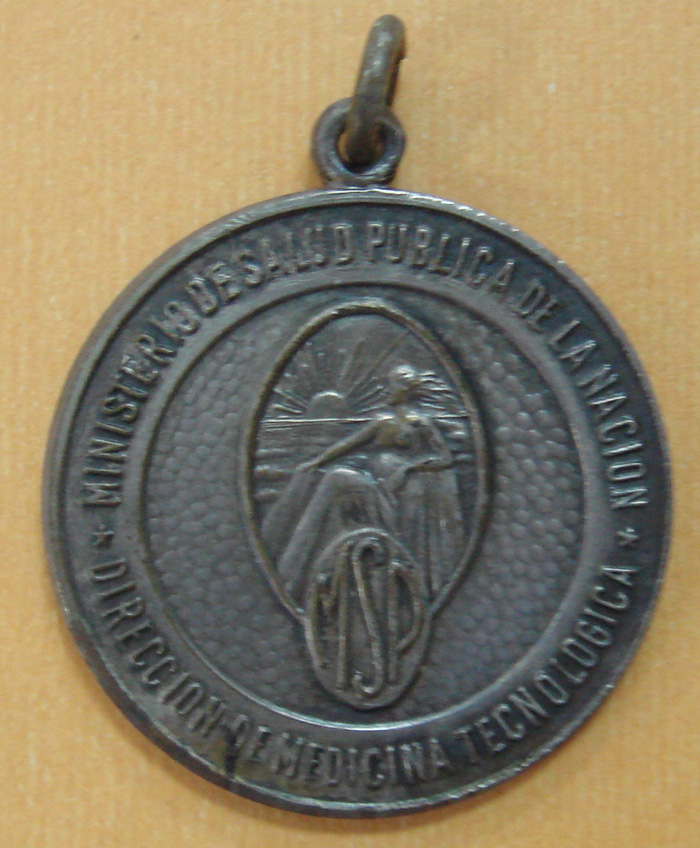 MINISTERIO DE SALUD PUBLICA DE LA NACION
* DIRECCION DE MEDICINA TECNOLOGICA *
MSP